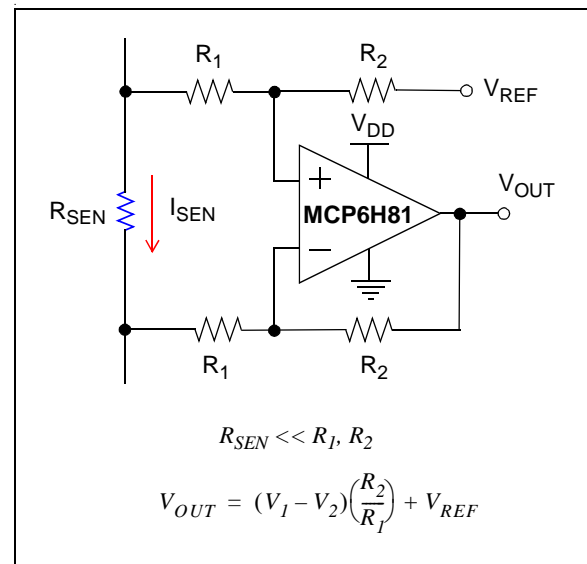 R1 R2
VREF
VDD
VOUT
+
RSEN ISEN MCP6H81
−
R1 R2
RSEN << R1, R2
VOUT = (V1 – V2)(R2/R1) + VREF